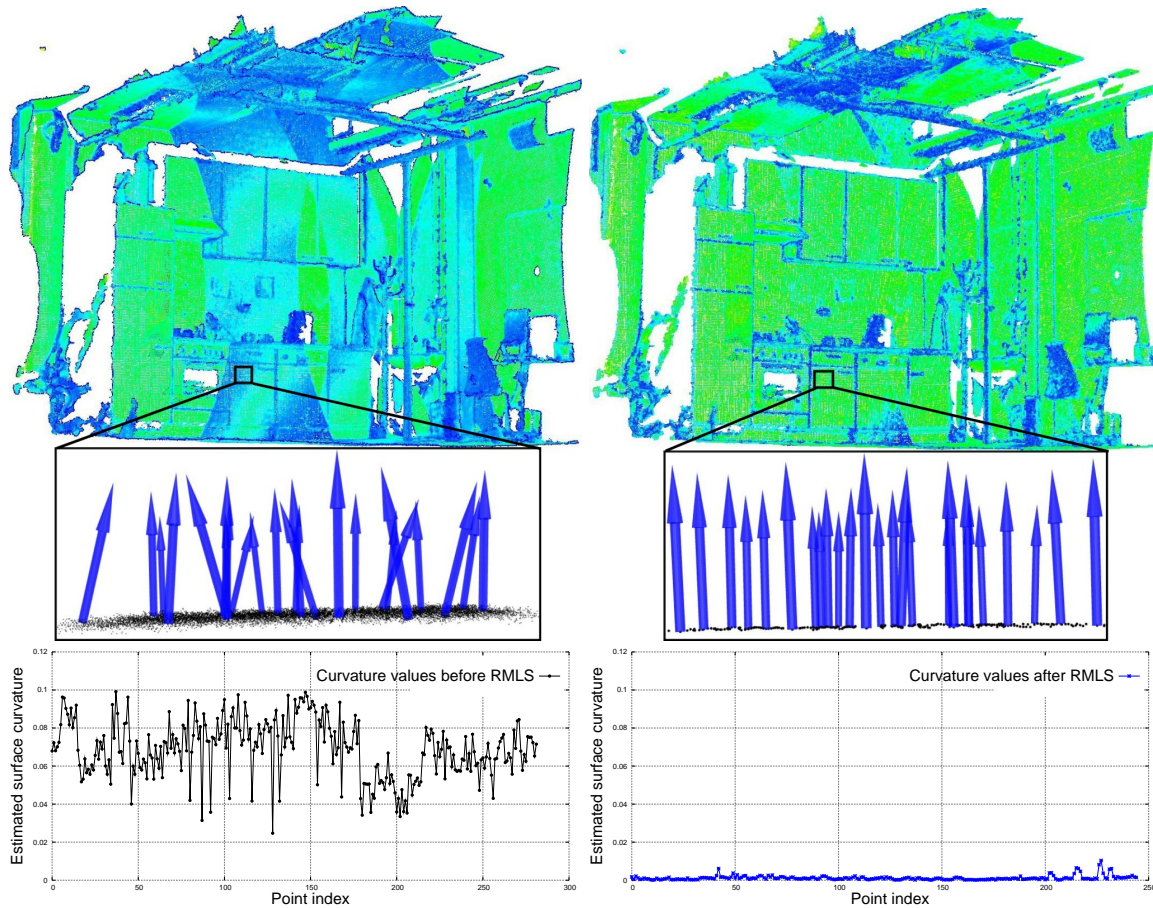 0.12
Curvature values before RMLS
0.1
0.08
0.06
0.04
0.02
0
Estimated surface curvature
0 50 100 150 200 250 300
Point index
0.12
Curvature values after RMLS
0.1
0.08
0.06
0.04
0.02
0
Estimated surface curvature
0 50 100 150 200 250
Point index